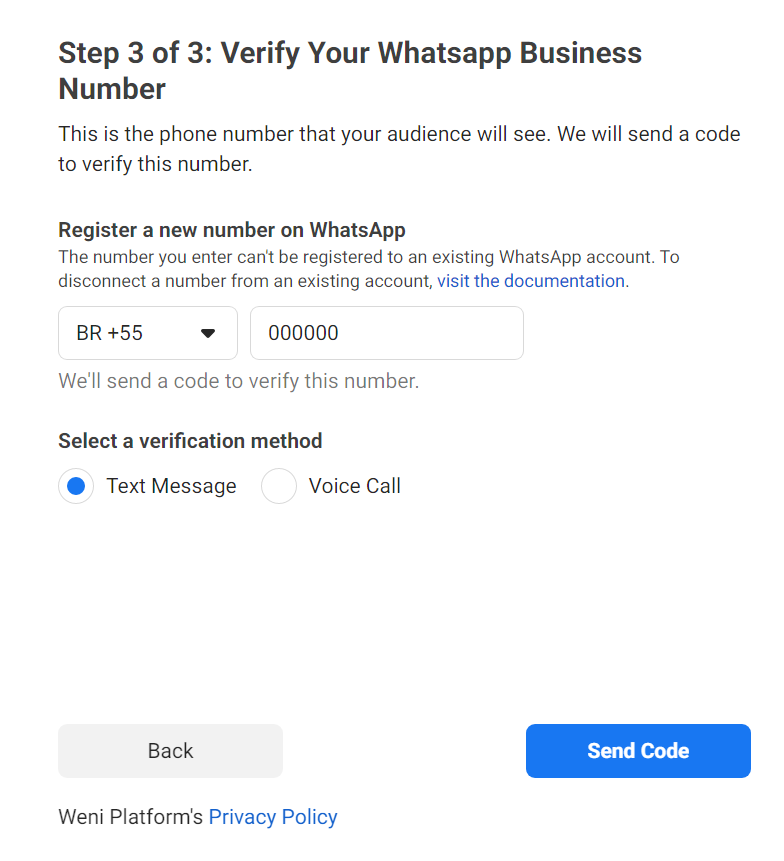 Step 3 of 3: Verify Your Whatsapp Business
Number
This is the phone number that your audience will see. We will send a code
to verify this number.
Register a new number on WhatsApp
The number you enter can't be registered to an existing WhatsApp account. To
disconnect a number from an existing account, visit the documentation.
BR +55 000000
We'll send a code to verify this number.
Select a verification method
Text Message Voice Call
Back Send Code
Weni Platform's Privacy Policy